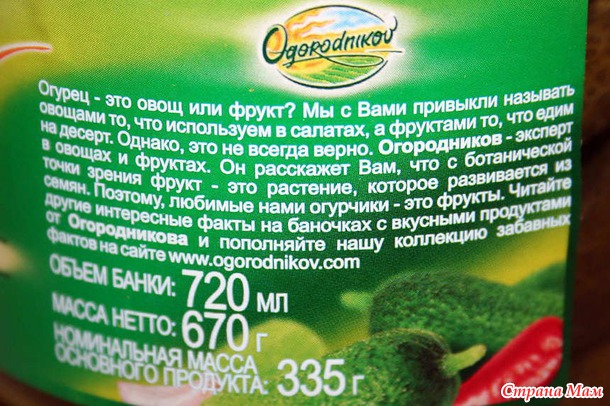 Ogorodnikov
Огурец - это овощ или фрукт? Мы с Вами привыкли называть
овощами то, что используем в салатах, а фруктами то, что едим
на десерт. Однако, это не всегда верно. Огородников - эксперт
в овощах и фруктах. Он расскажет Вам, что с ботанической
точки зрения фрукт - это растение, которое развивается из
семян. Поэтому, любимые нами огурчики - это фрукты. Читайте
другие интересные факты на баночках с вкусными продуктами
от Огородникова и пополняйте нашу коллекцию забавных
фактов на сайте www.ogorodnikov.com
ОБЪЕМ БАНКИ: 720 МЛ
МАССА НЕТТО: 670 г
НОМИНАЛЬНАЯ МАССА
ОСНОВНОГО ПРОДУКТА: 335 г
Страна Мам